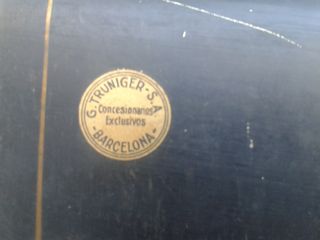 G. TRUNIGER - S.A.
Concesionarios
Exclusivos
- BARCELONA -